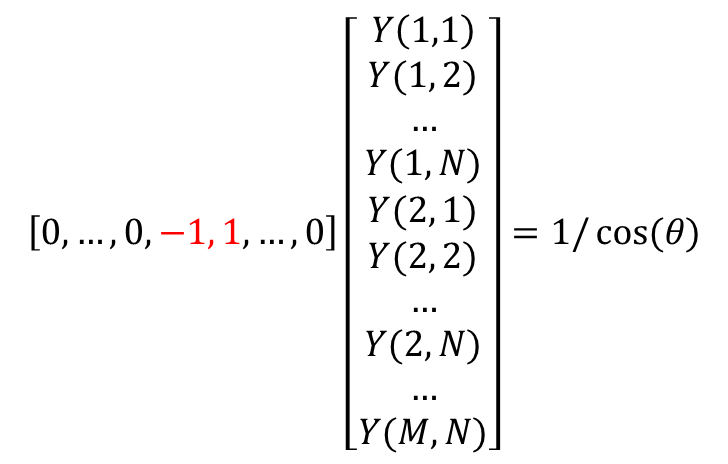 Y(1,1)
Y(1, 2)
...
Y(1, N)
Y(2, 1)
[0, ... , 0, −1, 1, ... , 0] = 1/ cos(θ)
Y(2, 2)
...
Y(2, N)
...
Y(M, N)